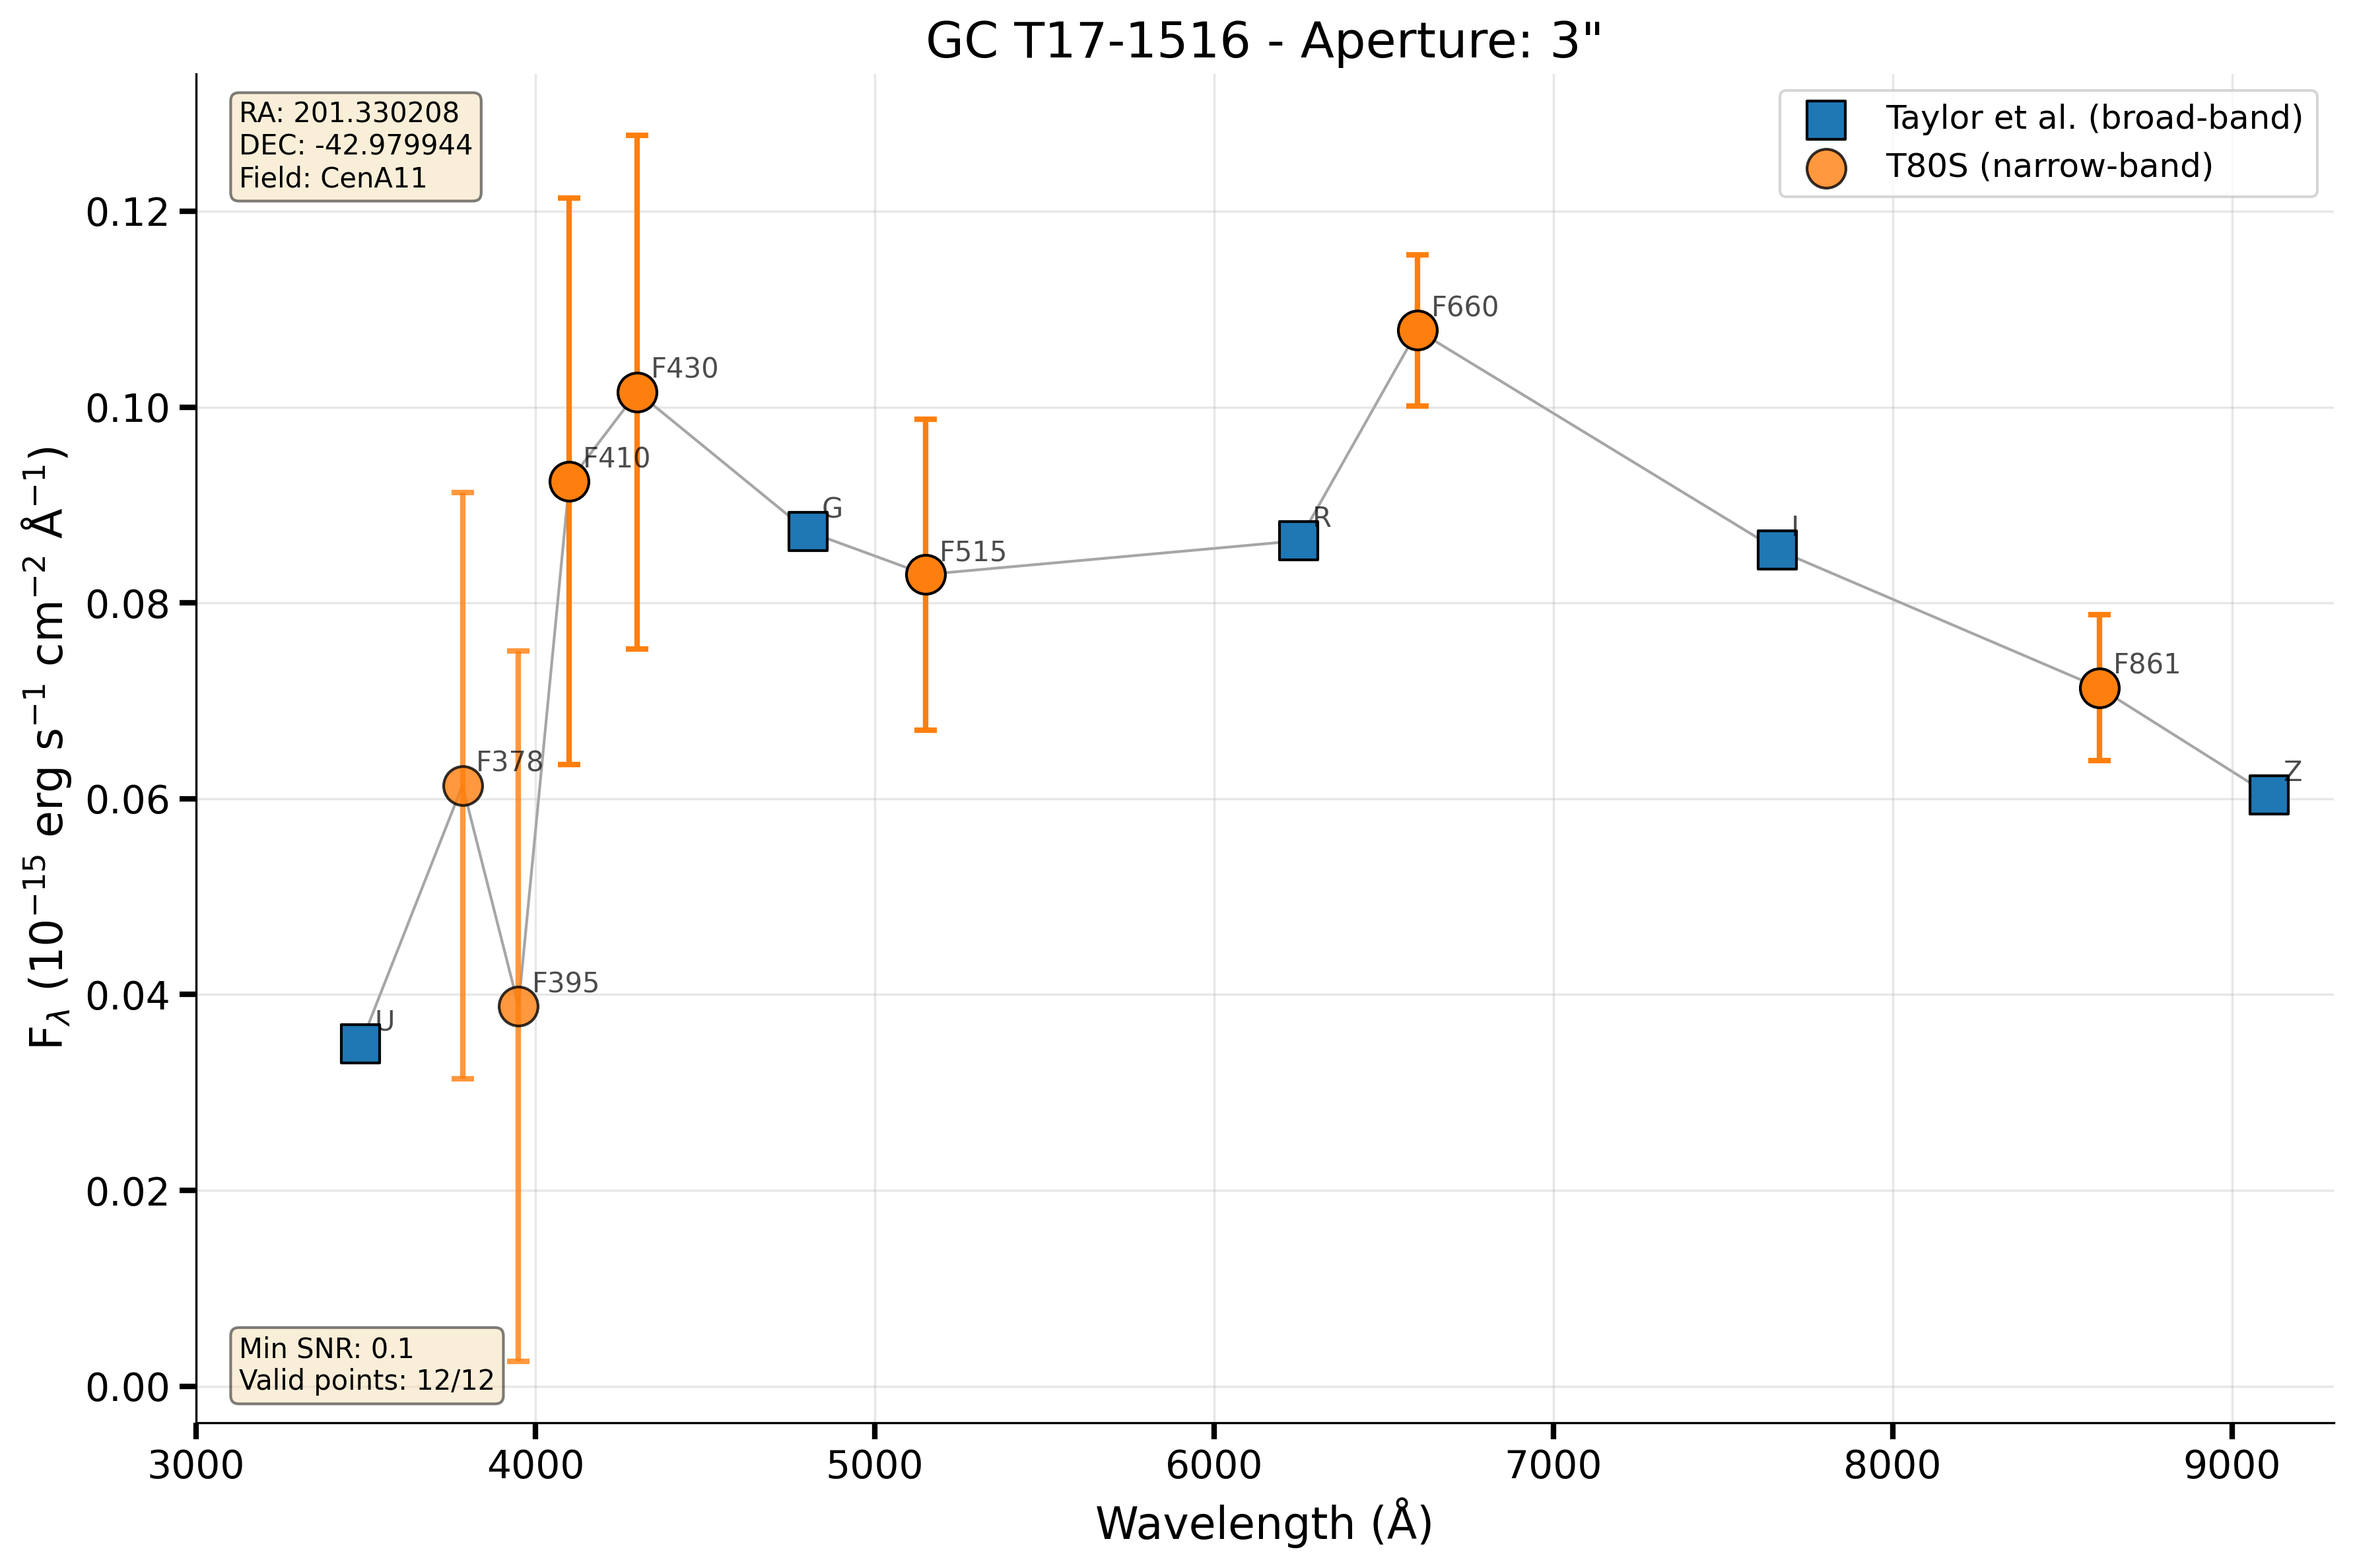 GC T17-1516 - Aperture: 3"
RA: 201.330208
DEC: -42.979944
Field: CenA11
Taylor et al. (broad-band)
T80S (narrow-band)
F660
F430
F410
G
R
I
F515
F861
F378
Z
F395
U
Min SNR: 0.1
Valid points: 12/12
0.12
0.10
0.08
0.06
0.04
0.02
0.00
F_λ (10⁻¹⁵ erg s⁻¹ cm⁻² Å⁻¹)
3000 4000 5000 6000 7000 8000 9000
Wavelength (Å)